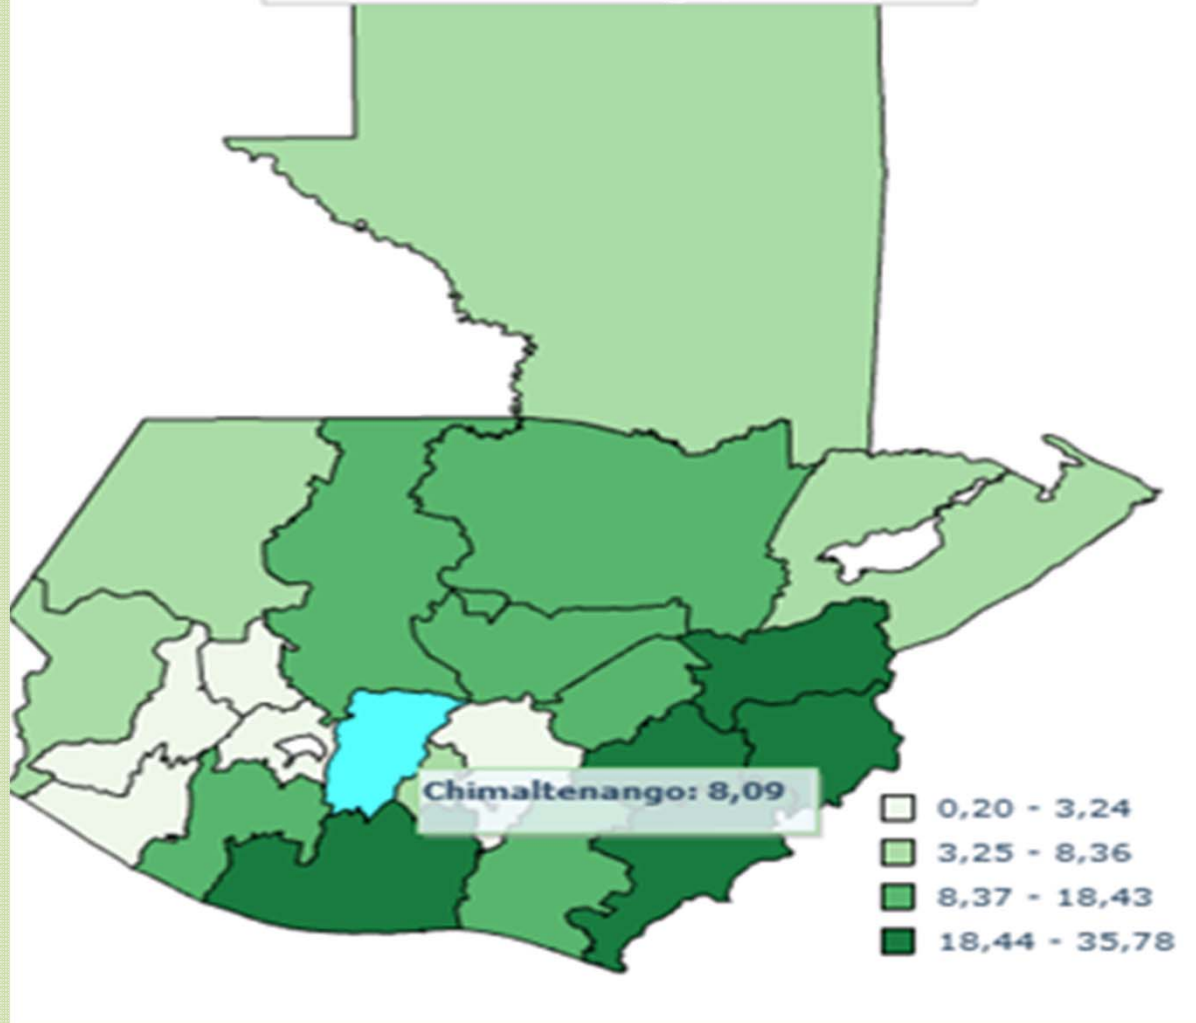 Chimaltenango: 8,09
0,20 - 3,24
3,25 - 8,36
8,37 - 18,43
18,44 - 35,78